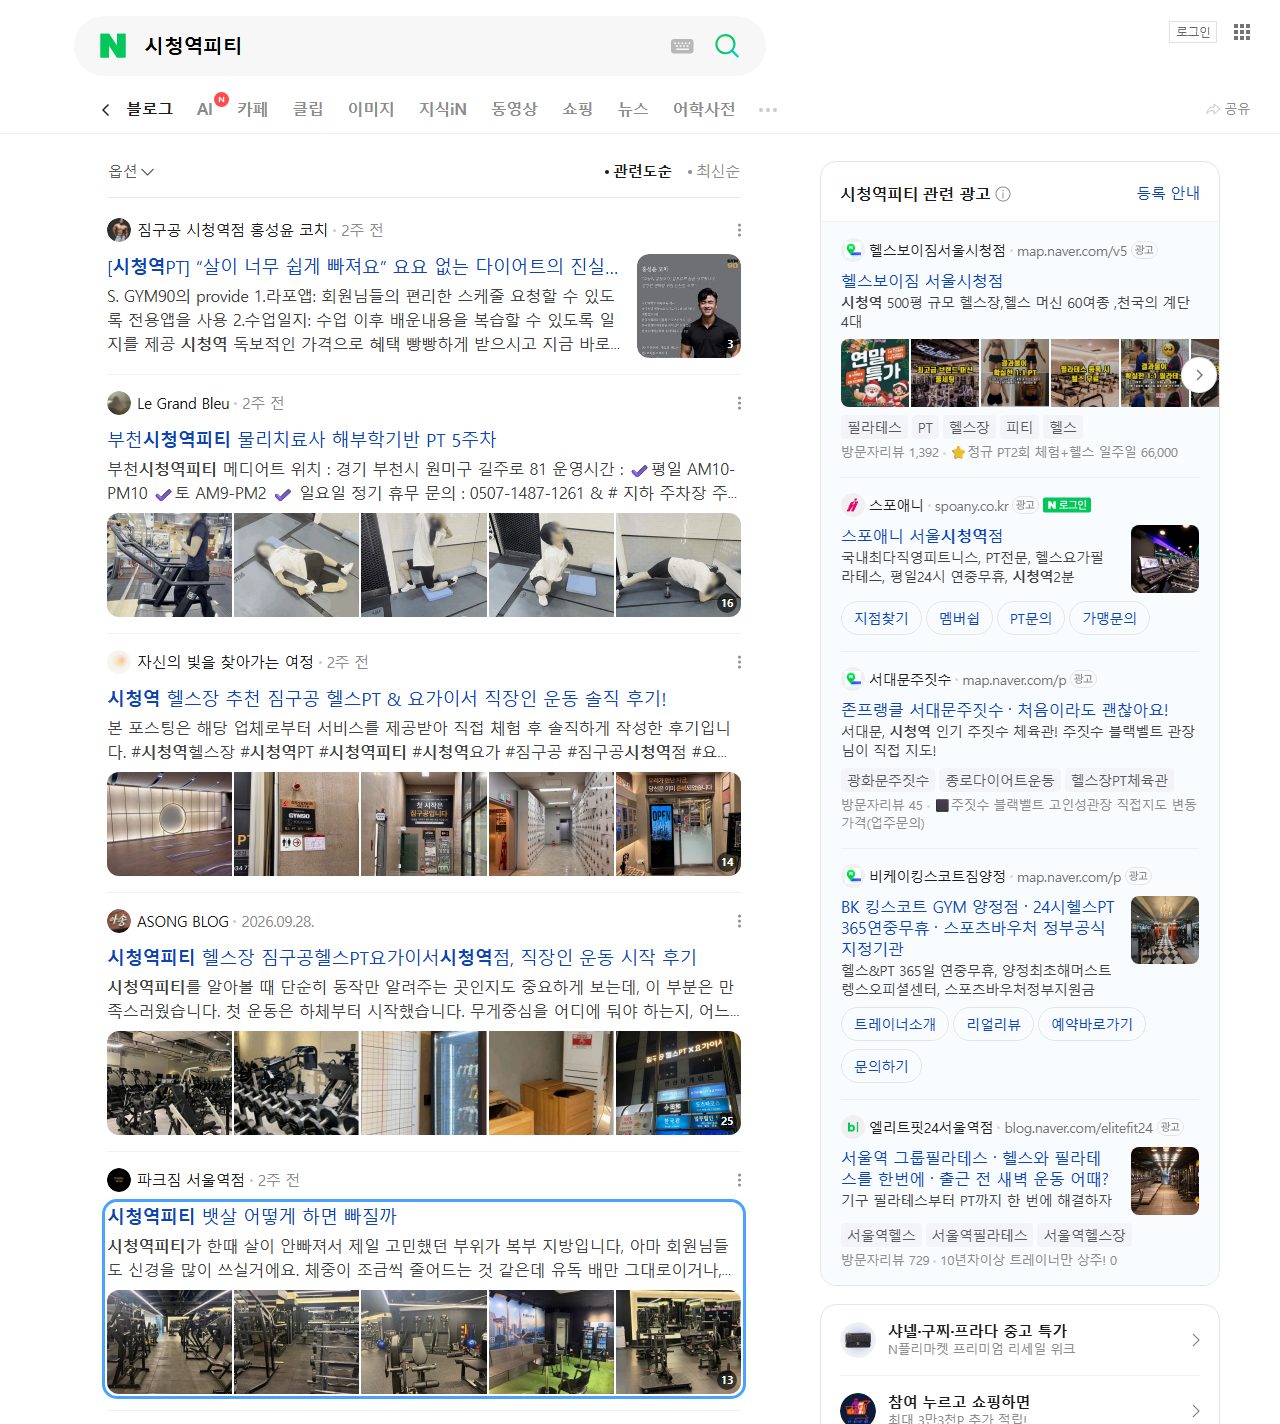 시청역피티
로그인
블로그
AI
N
카페
클립
이미지
지식iN
동영상
쇼핑
뉴스
어학사전
공유
옵션
• 관련도순
• 최신순
짐구공 시청역점 홍성윤 코치 · 2주 전
[시청역PT] “살이 너무 쉽게 빠져요” 요요 없는 다이어트의 진실...
S. GYM90의 provide 1.라포앱: 회원님들의 편리한 스케줄 요청할 수 있도
록 전용앱을 사용 2.수업일지: 수업 이후 배운내용을 복습할 수 있도록 일
지를 제공 시청역 독보적인 가격으로 혜택 빵빵하게 받으시고 지금 바로...
홍성윤 코치
3
Le Grand Bleu · 2주 전
부천시청역피티 물리치료사 해부학기반 PT 5주차
부천시청역피티 메디어트 위치 : 경기 부천시 원미구 길주로 81 운영시간 : ✔평일 AM10-
PM10 ✔토 AM9-PM2 ✔ 일요일 정기 휴무 문의 : 0507-1487-1261 & # 지하 주차장 주...
16
자신의 빛을 찾아가는 여정 · 2주 전
시청역 헬스장 추천 짐구공 헬스PT & 요가이서 직장인 운동 솔직 후기!
본 포스팅은 해당 업체로부터 서비스를 제공받아 직접 체험 후 솔직하게 작성한 후기입니
다. #시청역헬스장 #시청역PT #시청역피티 #시청역요가 #짐구공 #짐구공시청역점 #요...
GYM90
첫 시작은
짐구공입니다
당신은 이미 준비되었습니다
OPEN
14
ASONG BLOG · 2026.09.28.
시청역피티 헬스장 짐구공헬스PT요가이서시청역점, 직장인 운동 시작 후기
시청역피티를 알아볼 때 단순히 동작만 알려주는 곳인지도 중요하게 보는데, 이 부분은 만
족스러웠습니다. 첫 운동은 하체부터 시작했습니다. 무게중심을 어디에 둬야 하는지, 어느...
25
파크짐 서울역점 · 2주 전
시청역피티 뱃살 어떻게 하면 빠질까
시청역피티가 한때 살이 안빠져서 제일 고민했던 부위가 복부 지방입니다, 아마 회원님들
도 신경을 많이 쓰실거에요. 체중이 조금씩 줄어드는 것 같은데 유독 배만 그대로이거나,...
13
시청역피티 관련 광고
등록 안내
헬스보이짐서울시청점 · map.naver.com/v5 광고
헬스보이짐 서울시청점
시청역 500평 규모 헬스장,헬스 머신 60여종 ,천국의 계단
4대
연말
특가
필라테스 PT 헬스장 피티 헬스
방문자리뷰 1,392 · ⭐정규 PT2회 체험+헬스 일주일 66,000
스포애니 · spoany.co.kr 광고 N 로그인
스포애니 서울시청역점
국내최다직영피트니스, PT전문, 헬스요가필
라테스, 평일24시 연중무휴, 시청역2분
지점찾기 멤버쉽 PT문의 가맹문의
서대문주짓수 · map.naver.com/p 광고
존프랭클 서대문주짓수 · 처음이라도 괜찮아요!
서대문, 시청역 인기 주짓수 체육관! 주짓수 블랙벨트 관장
님이 직접 지도!
광화문주짓수 종로다이어트운동 헬스장PT체육관
방문자리뷰 45 · ⬛주짓수 블랙벨트 고인성관장 직접지도 변동
가격(업주문의)
비케이킹스코트짐양정 · map.naver.com/p 광고
BK 킹스코트 GYM 양정점 · 24시헬스PT
365연중무휴 · 스포츠바우처 정부공식
지정기관
헬스&PT 365일 연중무휴, 양정최초해머스트
렝스오피셜센터, 스포츠바우처정부지원금
트레이너소개 리얼리뷰 예약바로가기
문의하기
엘리트핏24서울역점 · blog.naver.com/elitefit24 광고
서울역 그룹필라테스 · 헬스와 필라테
스를 한번에 · 출근 전 새벽 운동 어때?
기구 필라테스부터 PT까지 한 번에 해결하자
서울역헬스 서울역필라테스 서울역헬스장
방문자리뷰 729 · 10년차이상 트레이너만 상주! 0
샤넬·구찌·프라다 중고 특가
N플리마켓 프리미엄 리세일 위크
참여 누르고 쇼핑하면
최대 3만3천P 추가 적립!